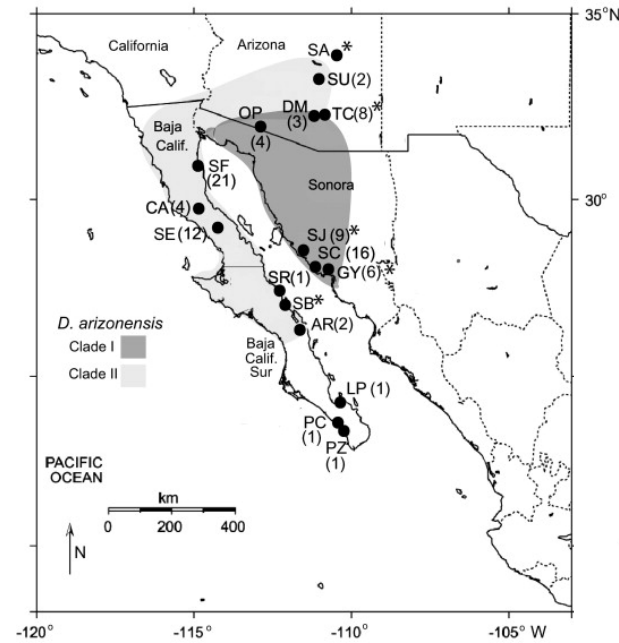 35°N
California
Arizona
SA *
SU(2)
OP
(4)
DM
(3)
TC(8)*
Baja
Calif.
SF
(21)
30°
Sonora
CA(4)
SE(12)
SJ (9)*
SC (16)
GY(6)*
SR(1)
SB*
AR(2)
D. arizonensis
Clade I
Clade II
Baja
Calif.
Sur
LP (1)
PC
(1)
PZ
(1)
PACIFIC
OCEAN
km
0 200 400
N
-120° -115° -110° -105° W